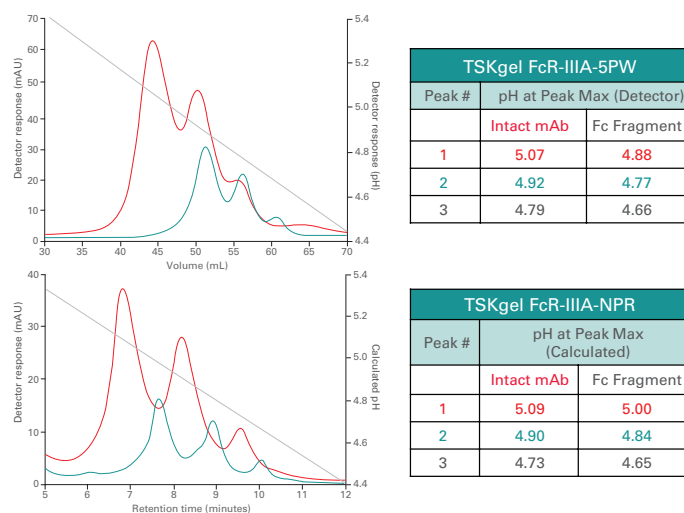 Detector response (mAU)
70
60
50
40
30
20
10
0
30
35
40
45
50
55
60
65
70
Volume (mL)
5.4
5.2
5.0
4.8
4.6
4.4
Detector response (pH)
TSKgel FcR-IIIA-5PW
Peak # pH at Peak Max (Detector)
Intact mAb Fc Fragment
1 5.07 4.88
2 4.92 4.77
3 4.79 4.66
Detector response (mAU)
40
30
20
10
0
5
6
7
8
9
10
11
12
Retention time (minutes)
5.4
5.2
5.0
4.8
4.6
4.4
Calculated pH
TSKgel FcR-IIIA-NPR
Peak # pH at Peak Max
(Calculated)
Intact mAb Fc Fragment
1 5.09 5.00
2 4.90 4.84
3 4.73 4.65